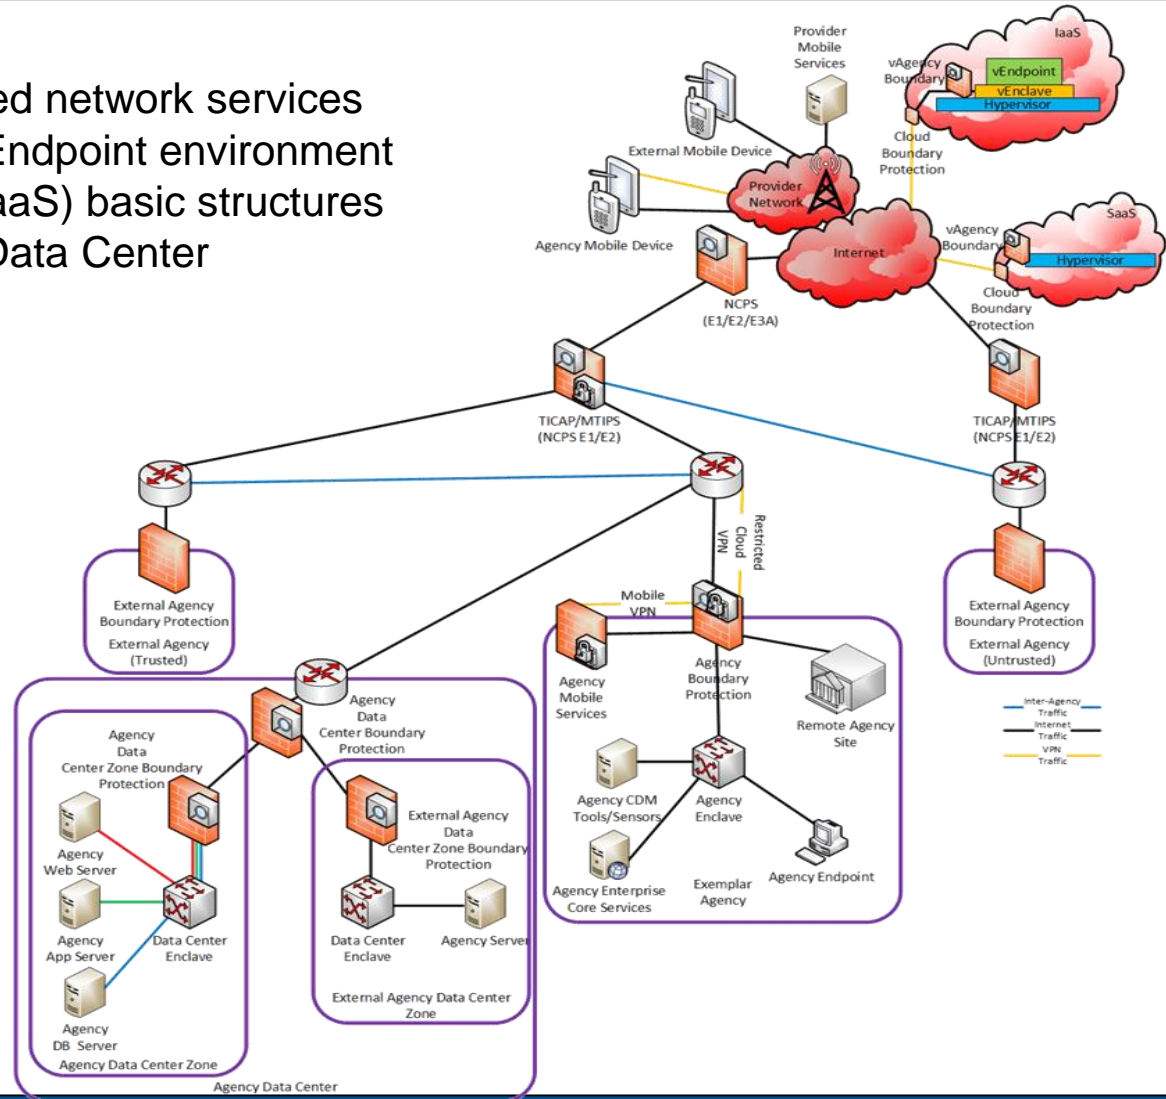 ed network services
Endpoint environment
aaS) basic structures
Data Center
Provider
Mobile
Services
IaaS
vAgency
Boundary
vEndpoint
vEnclave
Hypervisor
Cloud
Boundary
Protection
External Mobile Device
Provider
Network
Agency Mobile Device
Internet
SaaS
vAgency
Boundary
Hypervisor
Cloud
Boundary
Protection
NCPS
(E1/E2/E3A)
TICAP/MTIPS
(NCPS E1/E2)
TICAP/MTIPS
(NCPS E1/E2)
Restricted
Cloud
VPN
External Agency
Boundary Protection
External Agency
(Trusted)
Mobile
VPN
Agency
Mobile
Services
Agency
Boundary
Protection
Remote Agency
Site
External Agency
Boundary Protection
External Agency
(Untrusted)
Inter-Agency
Traffic
Internet
Traffic
VPN
Traffic
Agency
Data
Center Boundary
Protection
Agency
Data
Center Zone Boundary
Protection
External Agency
Data
Center Zone Boundary
Protection
Agency CDM
Tools/Sensors
Agency
Enclave
Agency Enterprise
Core Services
Agency Endpoint
Exemplar
Agency
Agency
Web Server
Agency
App Server
Data Center
Enclave
Agency
DB Server
Agency Data Center Zone
Data Center
Enclave
Agency Server
External Agency Data Center
Zone
Agency Data Center